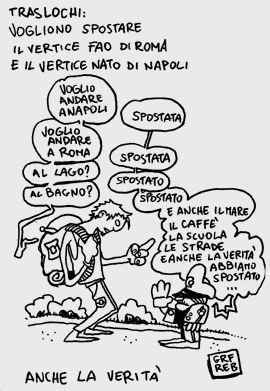 TRASLOCHI:
VOGLIONO SPOSTARE
IL VERTICE FAO DI ROMA
E IL VERTICE NATO DI NAPOLI
VOGLIO
ANDARE
A NAPOLI
SPOSTATA
VOGLIO
ANDARE
A ROMA
SPOSTATA
AL LAGO?
SPOSTATO
AL BAGNO?
SPOSTATO
E ANCHE IL MARE
IL CAFFÈ
LA SCUOLA
LE STRADE
E ANCHE LA VERITÀ
ABBIAMO
SPOSTATO
...
GRF
REB
ANCHE LA VERITÀ